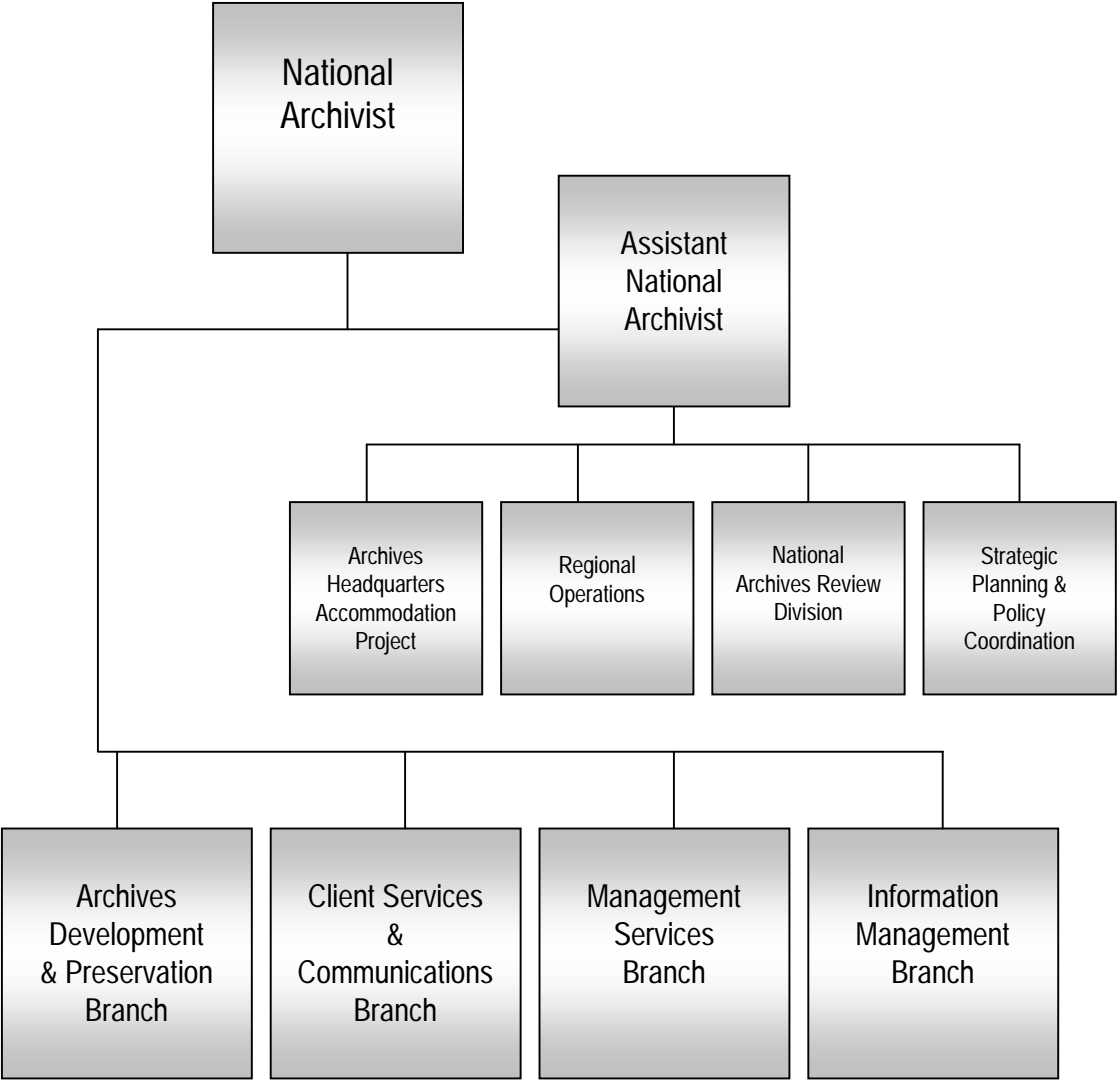 National
Archivist
Assistant
National
Archivist
Archives
Headquarters
Accommodation
Project
Regional
Operations
National
Archives Review
Division
Strategic
Planning &
Policy
Coordination
Archives
Development
& Preservation
Branch
Client Services
&
Communications
Branch
Management
Services
Branch
Information
Management
Branch